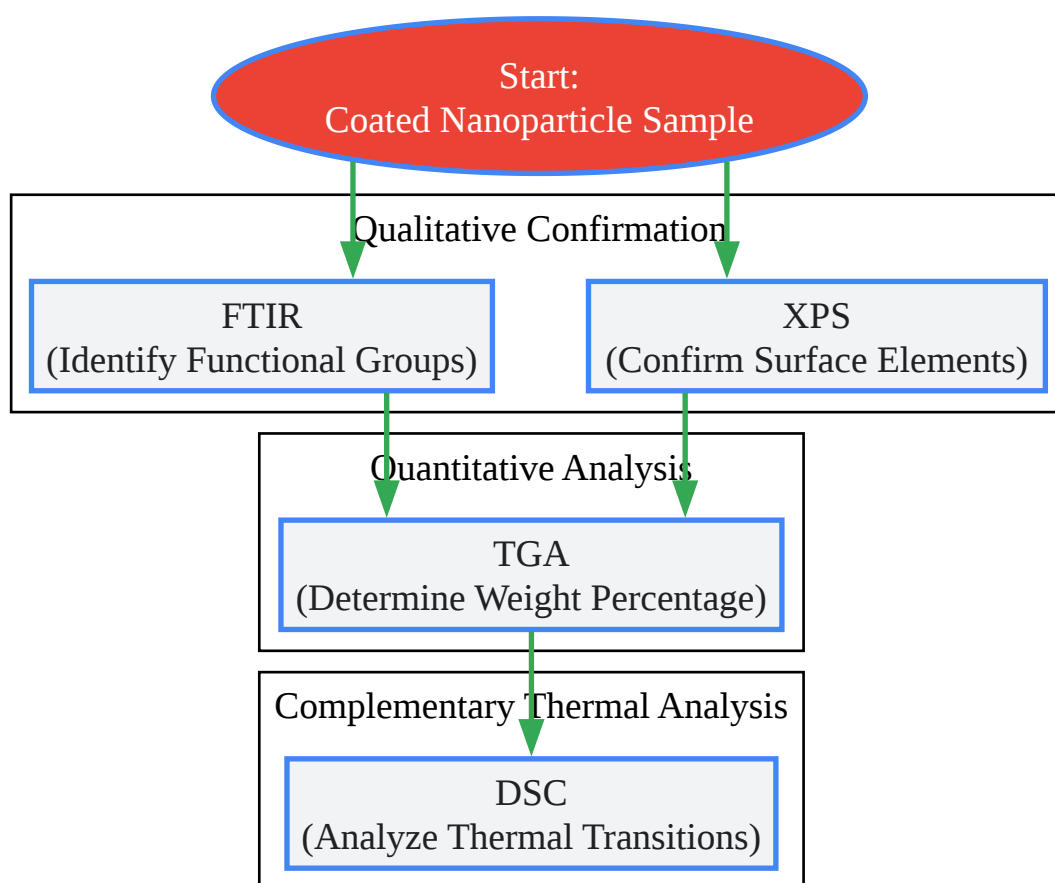 Start:
Coated Nanoparticle Sample
Qualitative Confirmation
FTIR
(Identify Functional Groups)
XPS
(Confirm Surface Elements)
Quantitative Analysis
TGA
(Determine Weight Percentage)
Complementary Thermal Analysis
DSC
(Analyze Thermal Transitions)